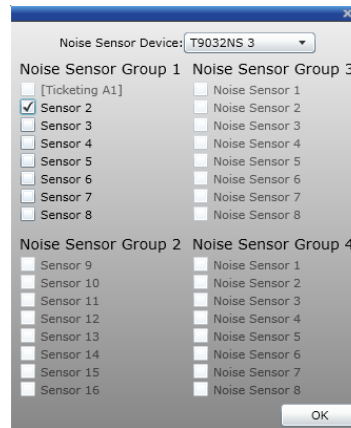 Noise Sensor Device: T9032NS 3
Noise Sensor Group 1
[Ticketing A1]
Sensor 2
Sensor 3
Sensor 4
Sensor 5
Sensor 6
Sensor 7
Sensor 8
Noise Sensor Group 3
Noise Sensor 1
Noise Sensor 2
Noise Sensor 3
Noise Sensor 4
Noise Sensor 5
Noise Sensor 6
Noise Sensor 7
Noise Sensor 8
Noise Sensor Group 2
Sensor 9
Sensor 10
Sensor 11
Sensor 12
Sensor 13
Sensor 14
Sensor 15
Sensor 16
Noise Sensor Group 4
Noise Sensor 1
Noise Sensor 2
Noise Sensor 3
Noise Sensor 4
Noise Sensor 5
Noise Sensor 6
Noise Sensor 7
Noise Sensor 8
OK